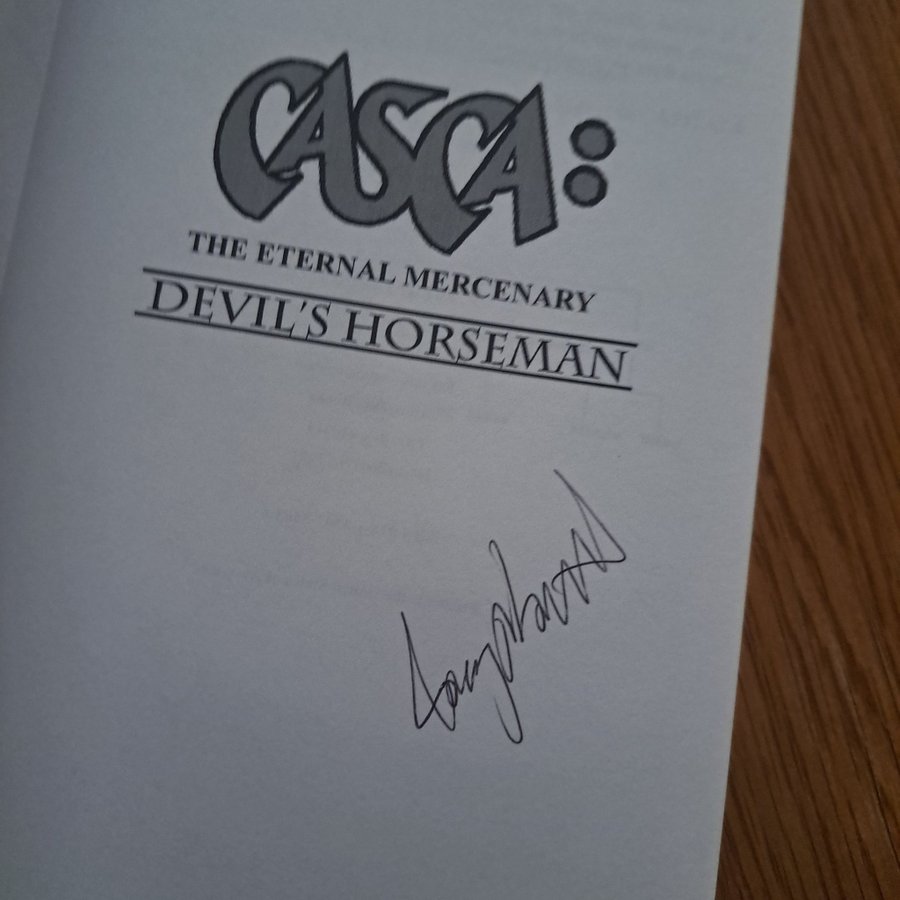 CASCA:
THE ETERNAL MERCENARY
DEVIL'S HORSEMAN